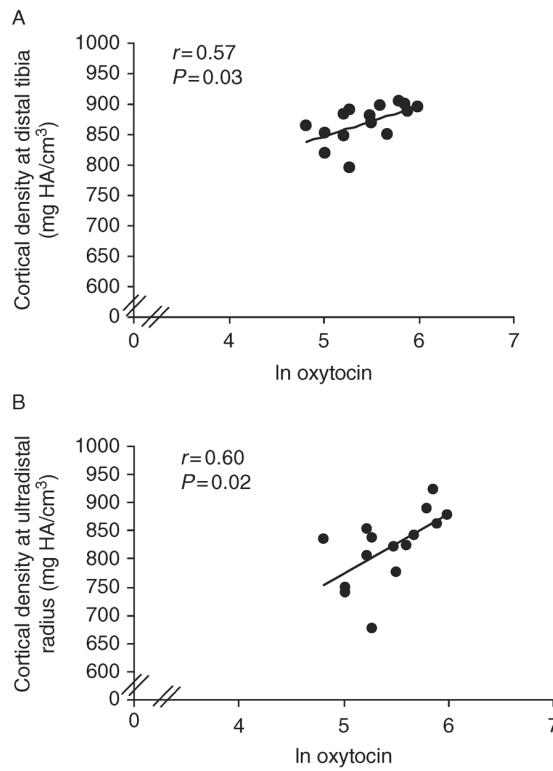 A
Cortical density at distal tibia
(mg HA/cm³)
1000
950
900
850
800
750
700
650
600
0
r=0.57
P=0.03
0
4
5
6
7
ln oxytocin
B
Cortical density at ultradistal
radius (mg HA/cm³)
1000
950
900
850
800
750
700
650
600
0
r=0.60
P=0.02
0
4
5
6
7
ln oxytocin